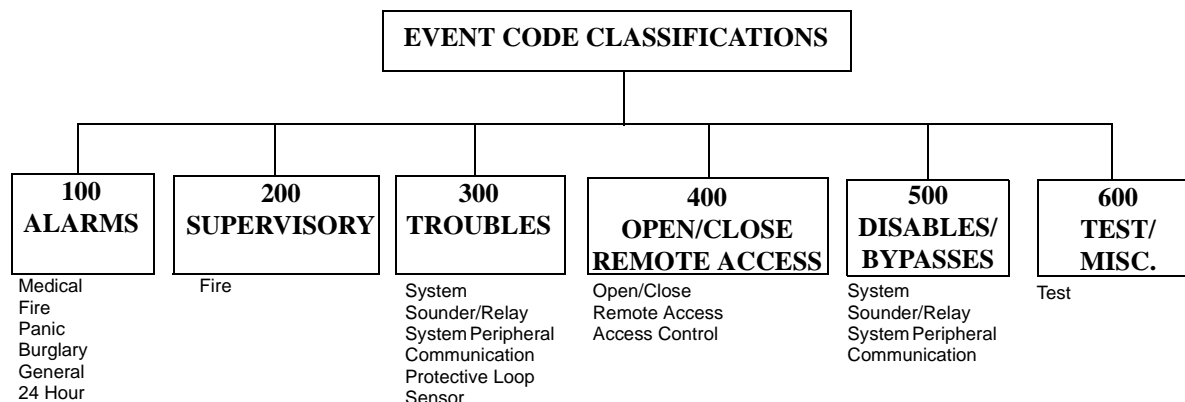 EVENT CODE CLASSIFICATIONS
100
ALARMS
Medical
Fire
Panic
Burglary
General
24 Hour
200
SUPERVISORY
Fire
300
TROUBLES
System
Sounder/Relay
System Peripheral
Communication
Protective Loop
Sensor
400
OPEN/CLOSE
REMOTE ACCESS
Open/Close
Remote Access
Access Control
500
DISABLES/
BYPASSES
System
Sounder/Relay
System Peripheral
Communication
600
TEST/
MISC.
Test